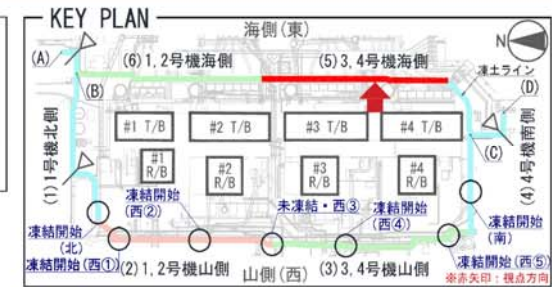 KEY PLAN
海側(東)
N
(A)
(6)1,2号機海側
(5)3,4号機海側
凍土ライン
(B)
(D)
#1 T/B
#2 T/B
#3 T/B
#4 T/B
(C)
(1)1号機北側
(4)4号機南側
#1
R/B
#2
R/B
#3
R/B
#4
R/B
凍結開始
(西②)
未凍結・西③
凍結開始
(西④)
凍結開始
(北)
凍結開始
(南)
凍結開始(西①)
(2)1,2号機山側
山側(西)
(3)3,4号機山側
凍結開始(西⑤)
※赤矢印：視点方向